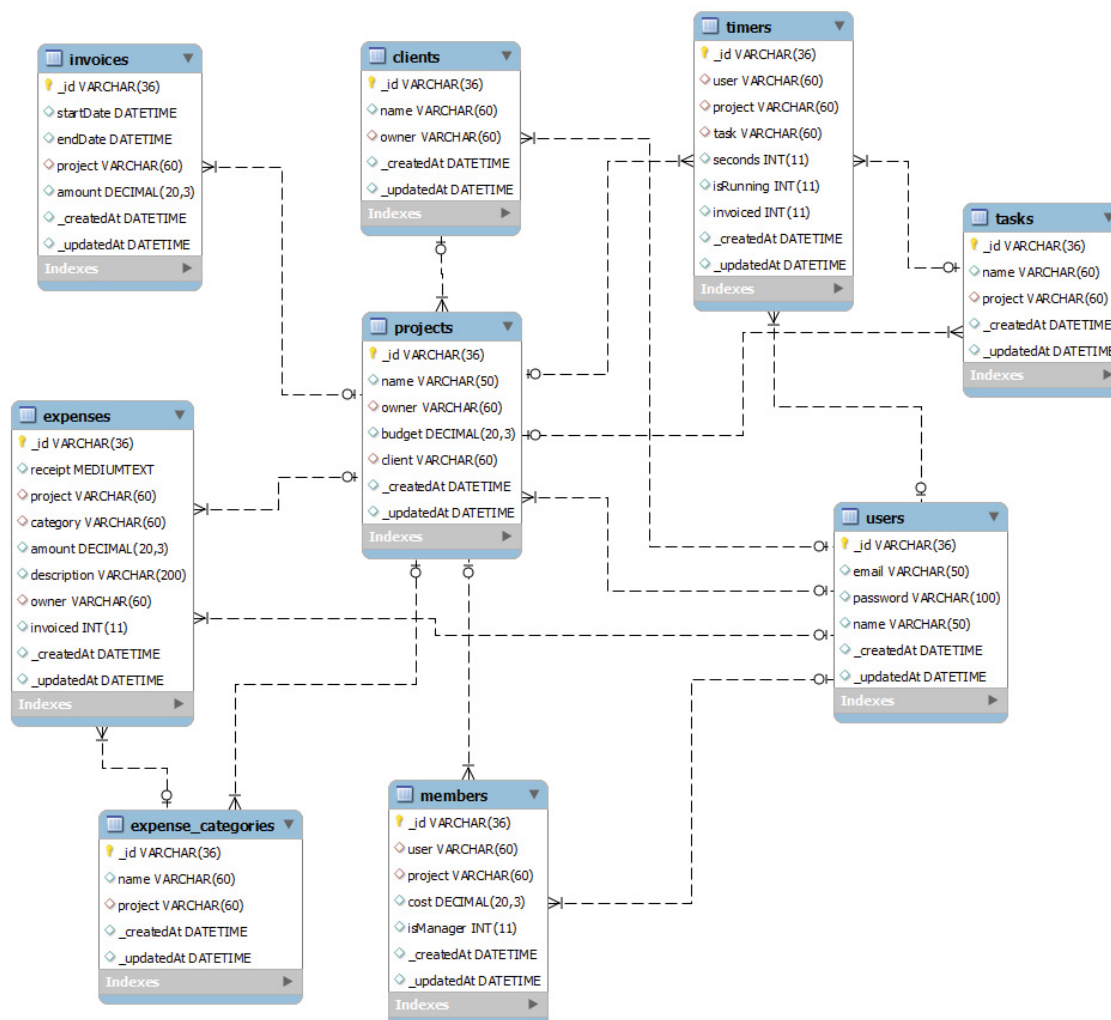 invoices
_id VARCHAR(36)
startDate DATETIME
endDate DATETIME
project VARCHAR(60)
amount DECIMAL(20,3)
_createdAt DATETIME
_updatedAt DATETIME
Indexes
clients
_id VARCHAR(36)
name VARCHAR(60)
owner VARCHAR(60)
_createdAt DATETIME
_updatedAt DATETIME
Indexes
timers
_id VARCHAR(36)
user VARCHAR(60)
project VARCHAR(60)
task VARCHAR(60)
seconds INT(11)
isRunning INT(11)
invoiced INT(11)
_createdAt DATETIME
_updatedAt DATETIME
Indexes
tasks
_id VARCHAR(36)
name VARCHAR(60)
project VARCHAR(60)
_createdAt DATETIME
_updatedAt DATETIME
Indexes
projects
_id VARCHAR(36)
name VARCHAR(50)
owner VARCHAR(60)
budget DECIMAL(20,3)
client VARCHAR(60)
_createdAt DATETIME
_updatedAt DATETIME
Indexes
expenses
_id VARCHAR(36)
receipt MEDIUMTEXT
project VARCHAR(60)
category VARCHAR(60)
amount DECIMAL(20,3)
description VARCHAR(200)
owner VARCHAR(60)
invoiced INT(11)
_createdAt DATETIME
_updatedAt DATETIME
Indexes
users
_id VARCHAR(36)
email VARCHAR(50)
password VARCHAR(100)
name VARCHAR(50)
_createdAt DATETIME
_updatedAt DATETIME
Indexes
expense_categories
_id VARCHAR(36)
name VARCHAR(60)
project VARCHAR(60)
_createdAt DATETIME
_updatedAt DATETIME
Indexes
members
_id VARCHAR(36)
user VARCHAR(60)
project VARCHAR(60)
cost DECIMAL(20,3)
isManager INT(11)
_createdAt DATETIME
_updatedAt DATETIME
Indexes